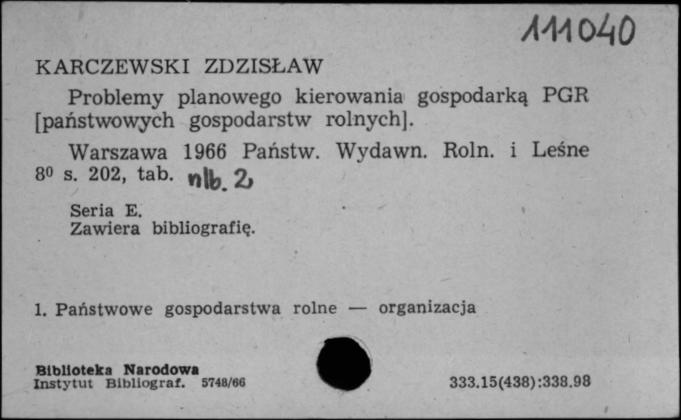 111040
KARCZEWSKI ZDZISŁAW
Problemy planowego kierowania gospodarką PGR
[państwowych gospodarstw rolnych].
Warszawa 1966 Państw. Wydawn. Roln. i Leśne
8⁰ s. 202, tab. nlb. 2
Seria E.
Zawiera bibliografię.
1. Państwowe gospodarstwa rolne — organizacja
Biblioteka Narodowa
Instytut Bibliograf. 5748/66
333.15(438):338.98